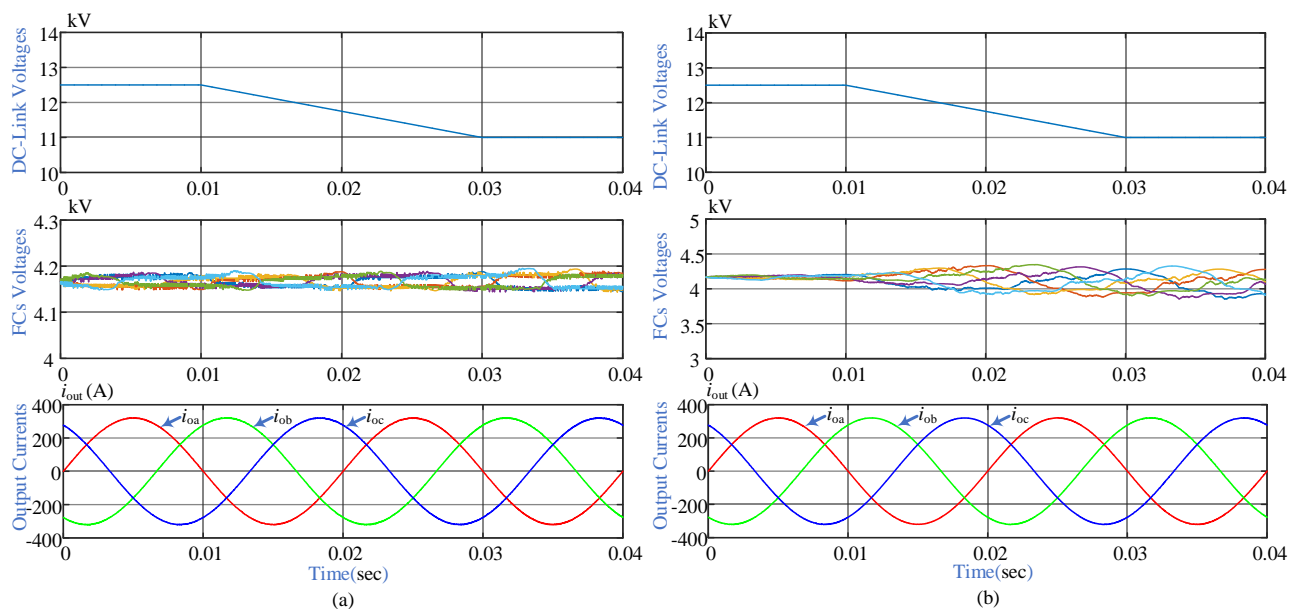 kV
DC-Link Voltages
14
13
12
11
10
0
0.01
0.02
0.03
0.04
kV
FCs Voltages
4.3
4.2
4.1
4
0
0.01
0.02
0.03
0.04
iout (A)
Output Currents
400
200
0
-200
-400
ioa
iob
ioc
0
0.01
0.02
0.03
0.04
Time(sec)
(a)
kV
DC-Link Voltages
14
13
12
11
10
0
0.01
0.02
0.03
0.04
kV
FCs Voltages
5
4.5
4
3.5
3
0
0.01
0.02
0.03
0.04
iout (A)
Output Currents
400
200
0
-200
-400
ioa
iob
ioc
0
0.01
0.02
0.03
0.04
Time(sec)
(b)